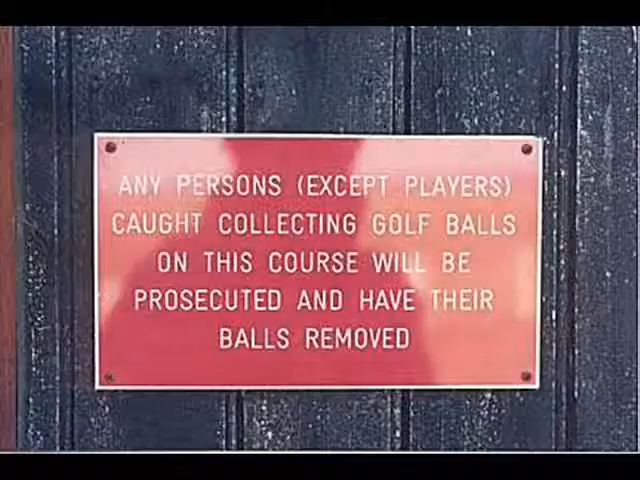 ANY PERSONS (EXCEPT PLAYERS)
CAUGHT COLLECTING GOLF BALLS
ON THIS COURSE WILL BE
PROSECUTED AND HAVE THEIR
BALLS REMOVED